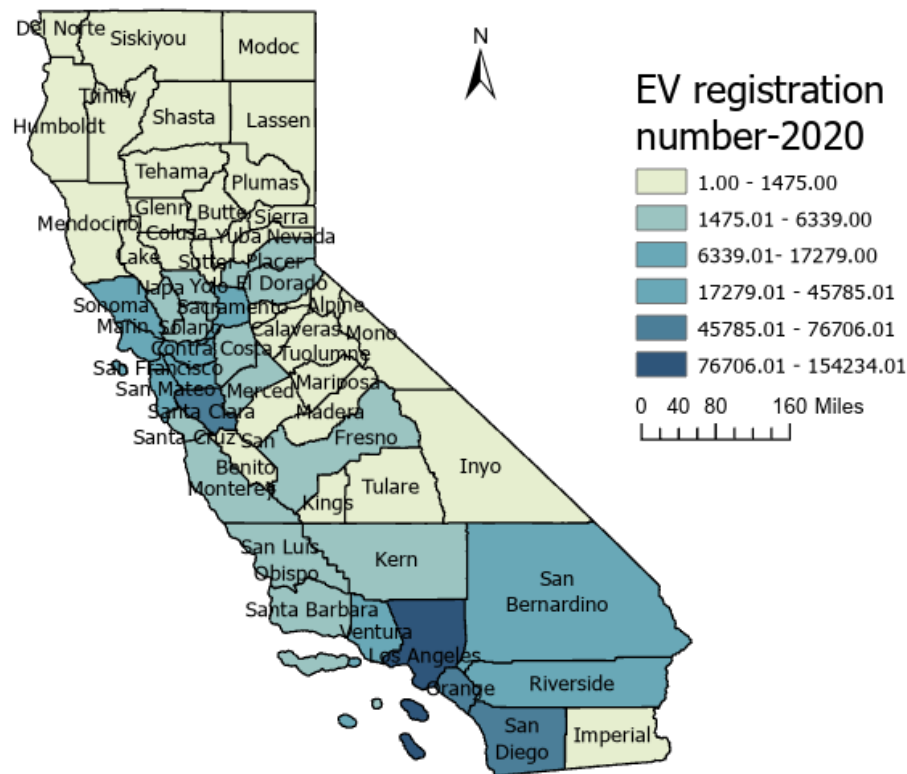 Del Norte
Siskiyou
Modoc
N
Trinity
Humboldt
Shasta
Lassen
EV registration
number-2020
Tehama
Plumas
1.00 - 1475.00
Glenn
Butte
Sierra
1475.01 - 6339.00
Mendocino
Colusa
Yuba
Nevada
Lake
Sutter
Placer
6339.01- 17279.00
Napa
Yolo
El Dorado
Sonoma
Sacramento
Alpine
17279.01 - 45785.01
Marin
Solano
Calaveras
Mono
45785.01 - 76706.01
Contra Costa
Tuolumne
San Francisco
76706.01 - 154234.01
San Mateo
Merced
Mariposa
Santa Clara
Madera
0 40 80 160 Miles
Santa Cruz
San
Benito
Fresno
Inyo
Monterey
Kings
Tulare
San Luis
Obispo
Kern
San
Bernardino
Santa Barbara
Ventura
Los Angeles
Orange
Riverside
San
Diego
Imperial